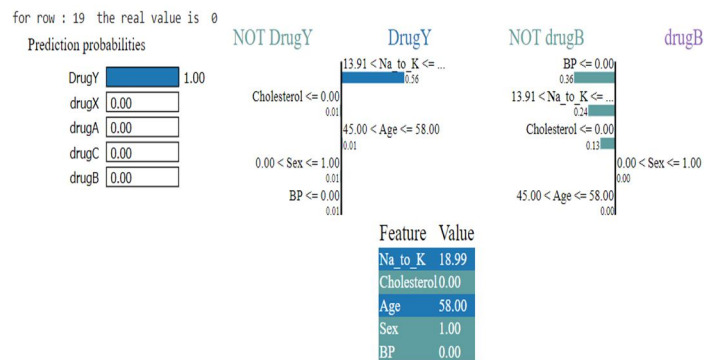 for row : 19 the real value is 0
Prediction probabilities
DrugY 1.00
drugX 0.00
drugA 0.00
drugC 0.00
drugB 0.00
NOT DrugY DrugY
13.91 < Na_to_K <= ...
0.56
Cholesterol <= 0.00
0.01
45.00 < Age <= 58.00
0.01
0.00 < Sex <= 1.00
0.01
BP <= 0.00
0.01
NOT drugB drugB
BP <= 0.00
0.36
13.91 < Na_to_K <= ...
0.24
Cholesterol <= 0.00
0.13
0.00 < Sex <= 1.00
0.00
45.00 < Age <= 58.00
0.00
Feature Value
Na_to_K 18.99
Cholesterol 0.00
Age 58.00
Sex 1.00
BP 0.00